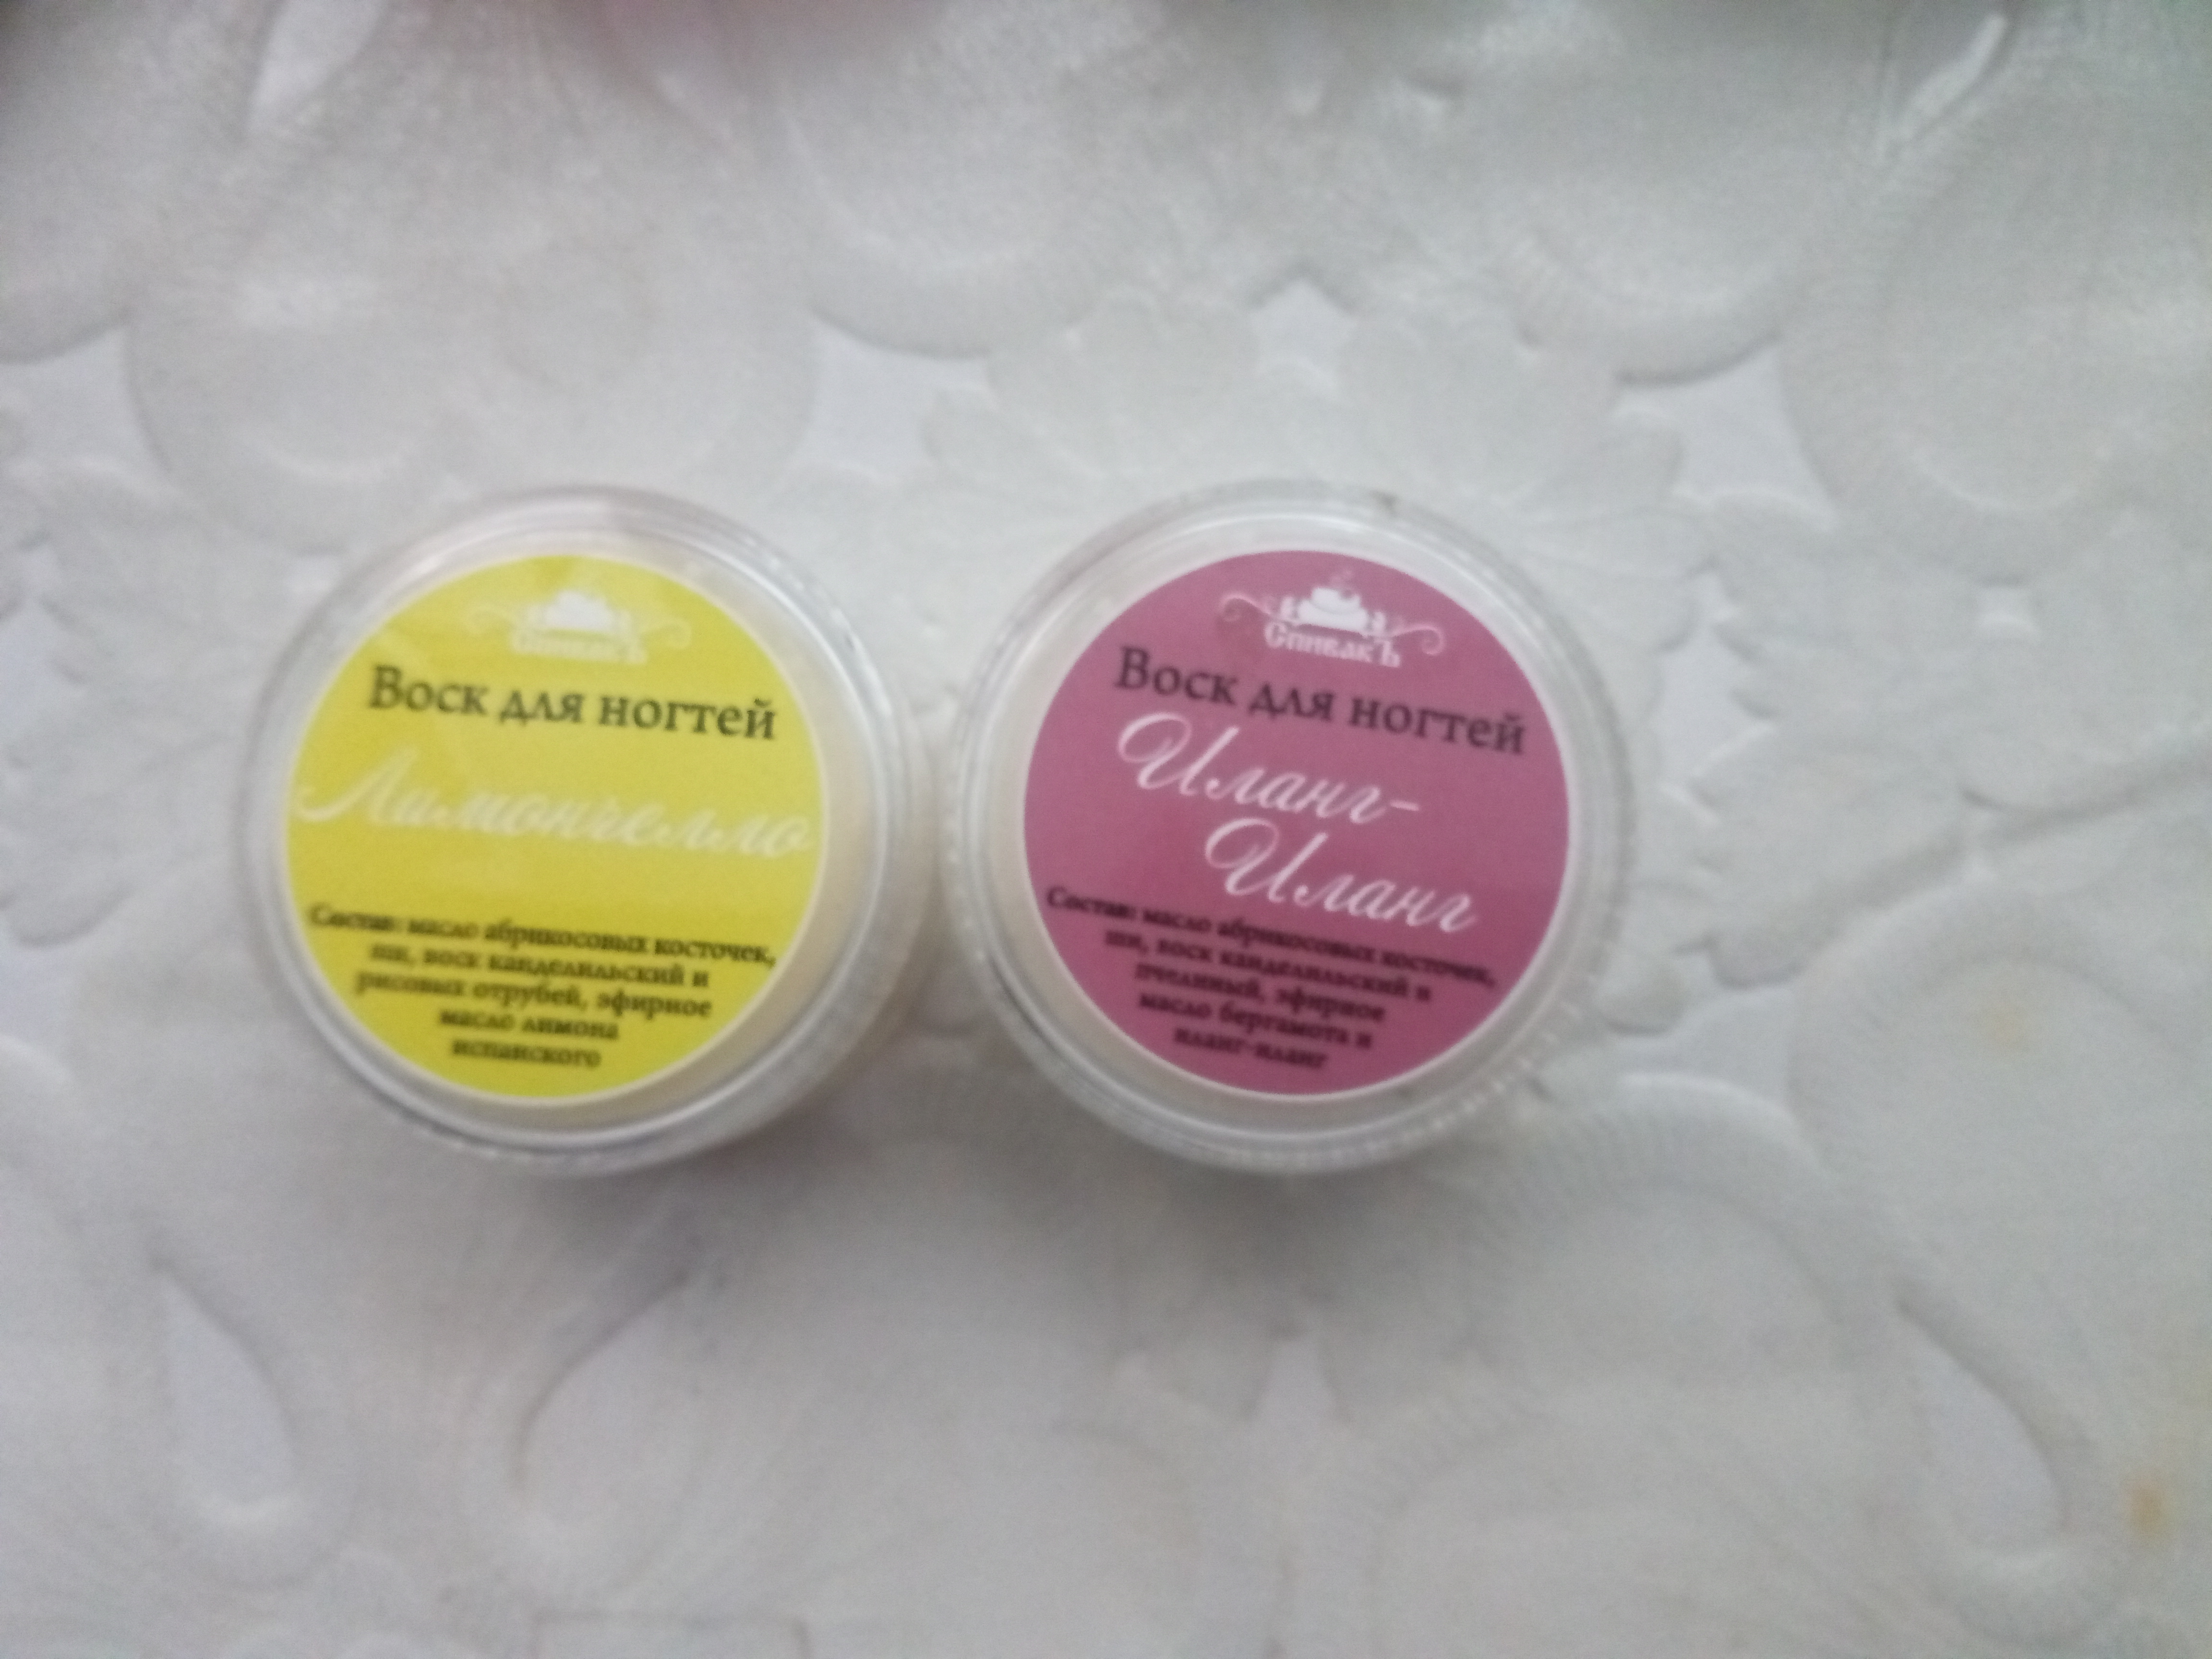 СпивакЪ
Воск для ногтей
Лимончелло
Состав: масло абрикосовых косточек,
ши, воск канделильский и
рисовых отрубей, эфирное
масло лимона
испанского
СпивакЪ
Воск для ногтей
Иланг-
Иланг
Состав: масло абрикосовых косточек,
ши, воск канделильский и
пчелиный, эфирное
масло бергамота и
иланг-иланг